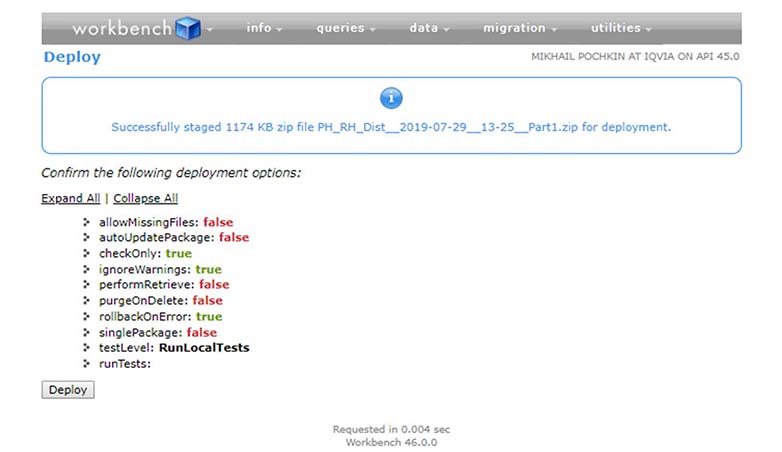 workbench info queries data migration utilities
Deploy MIKHAIL POCHKIN AT IQVIA ON API 45.0
Successfully staged 1174 KB zip file PH_RH_Dist__2019-07-29__13-25__Part1.zip for deployment.
Confirm the following deployment options:
Expand All | Collapse All
allowMissingFiles: false
autoUpdatePackage: false
checkOnly: true
ignoreWarnings: true
performRetrieve: false
purgeOnDelete: false
rollbackOnError: true
singlePackage: false
testLevel: RunLocalTests
runTests:
Deploy
Requested in 0.004 sec
Workbench 46.0.0